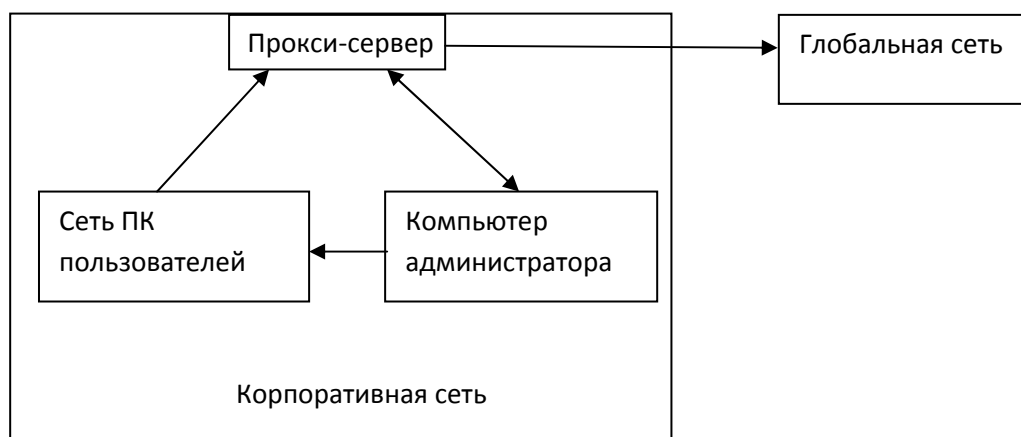 Прокси-сервер
Глобальная сеть
Сеть ПК
пользователей
Компьютер
администратора
Корпоративная сеть